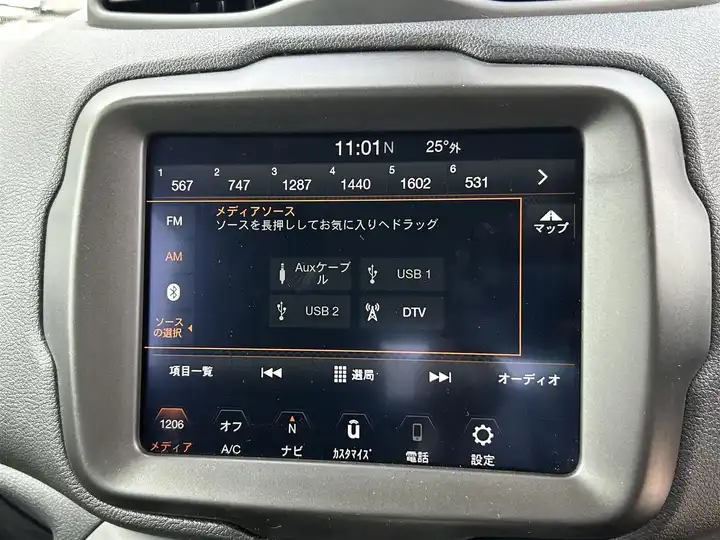 11:01 N 25°外
1 567 2 747 3 1287 4 1440 5 1602 6 531
メディアソース
ソースを長押ししてお気に入りへドラッグ
FM
AM
ソース
の選択
Auxケーブ
ル
USB 1
USB 2
DTV
マップ
項目一覧 選局 オーディオ
1206 オフ N
メディア A/C ナビ ｶｽﾀﾏｲｽﾞ 電話 設定